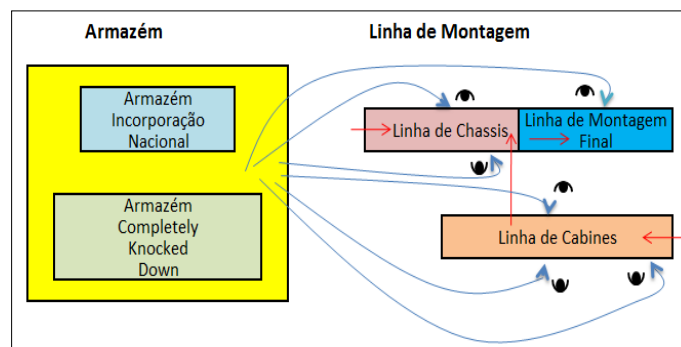 Armazém
Linha de Montagem
Armazém
Incorporação
Nacional
Armazém
Completely
Knocked
Down
Linha de Chassis
Linha de Montagem
Final
Linha de Cabines